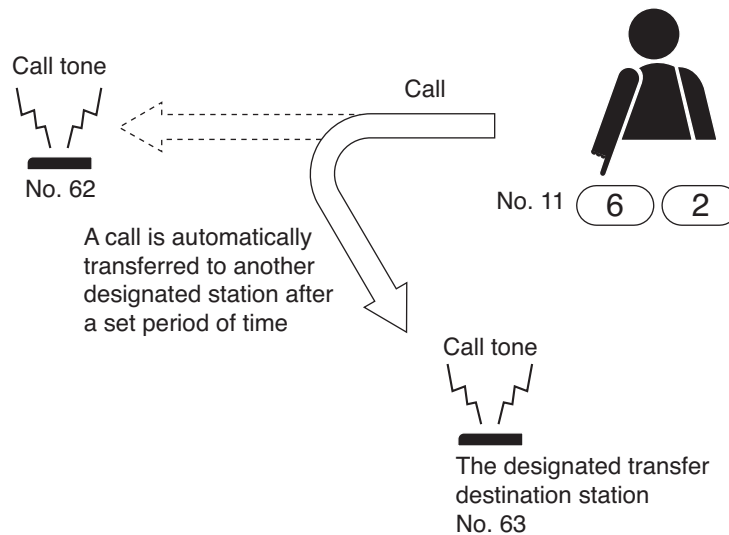 Call tone
Call
No. 62
No. 11 6 2
A call is automatically
transferred to another
designated station after
a set period of time
Call tone
The designated transfer
destination station
No. 63